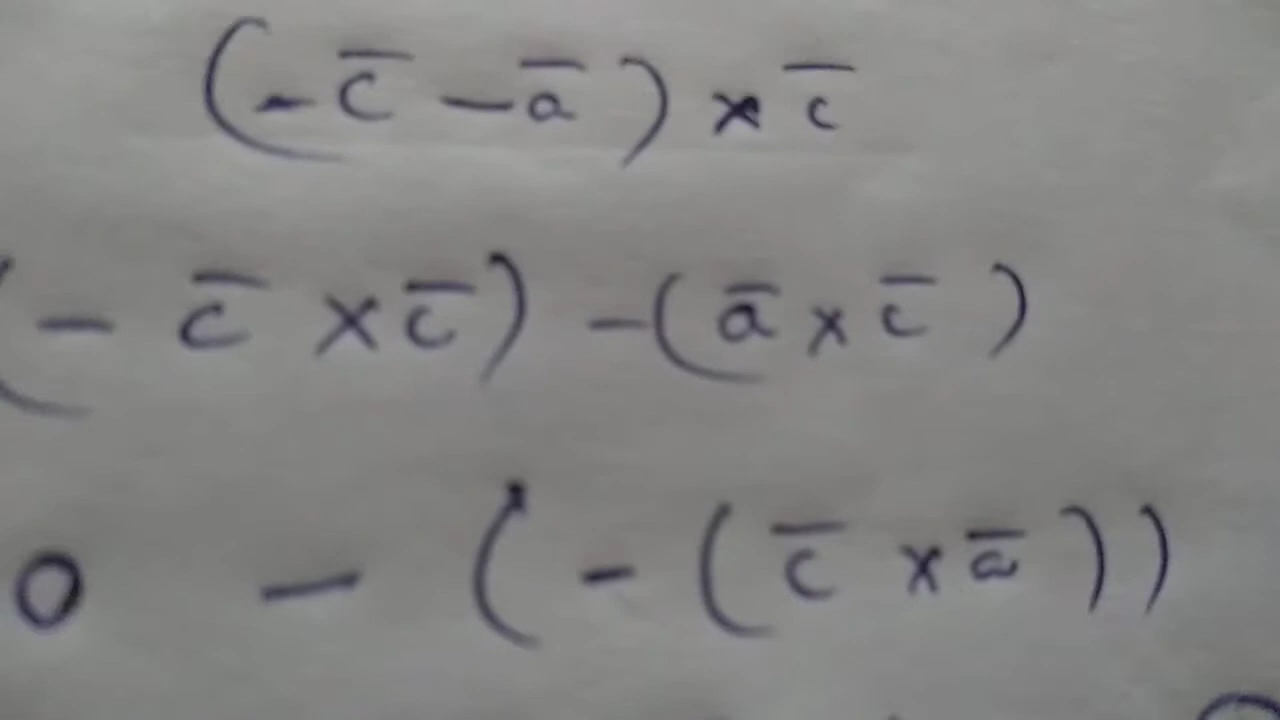 (-c̅ - a̅) × c̅
(- c̅ × c̅) - (a̅ × c̅)
0 - (-(c̅ × a̅))